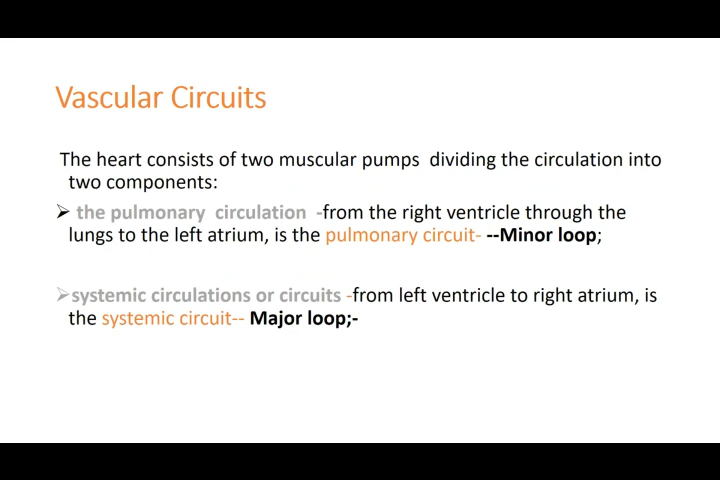 Vascular Circuits
The heart consists of two muscular pumps dividing the circulation into
two components:
➢ the pulmonary circulation -from the right ventricle through the
lungs to the left atrium, is the pulmonary circuit- --Minor loop;
➢systemic circulations or circuits -from left ventricle to right atrium, is
the systemic circuit-- Major loop;-